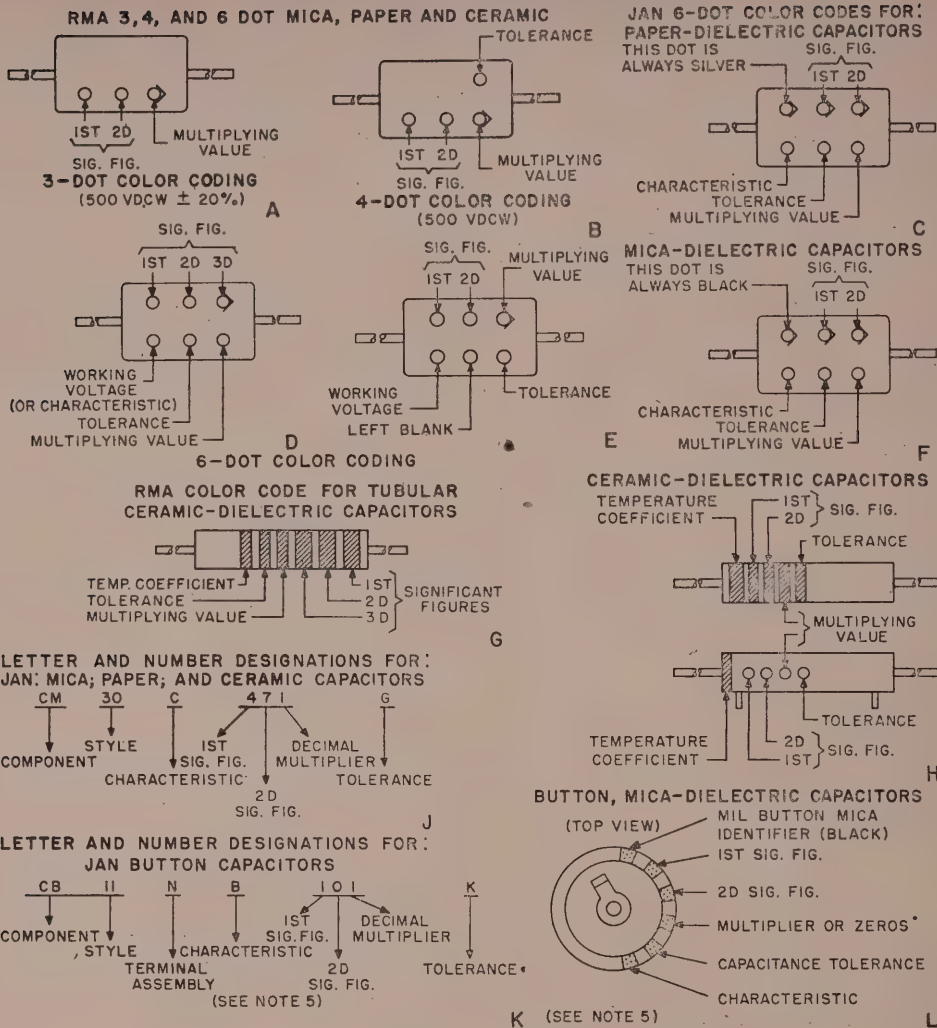 RMA 3,4, AND 6 DOT MICA, PAPER AND CERAMIC
1ST 2D
SIG. FIG.
MULTIPLYING
VALUE
3-DOT COLOR CODING
(500 VDCW ± 20%)
A
TOLERANCE
1ST 2D
SIG. FIG.
MULTIPLYING
VALUE
4-DOT COLOR CODING
(500 VDCW)
B
JAN 6-DOT COLOR CODES FOR:
PAPER-DIELECTRIC CAPACITORS
THIS DOT IS
ALWAYS SILVER
SIG. FIG.
1ST 2D
CHARACTERISTIC
TOLERANCE
MULTIPLYING VALUE
C
SIG. FIG.
1ST 2D 3D
WORKING
VOLTAGE
(OR CHARACTERISTIC)
TOLERANCE
MULTIPLYING VALUE
D
SIG. FIG.
1ST 2D
MULTIPLYING
VALUE
WORKING
VOLTAGE
LEFT BLANK
TOLERANCE
E
6-DOT COLOR CODING
MICA-DIELECTRIC CAPACITORS
THIS DOT IS
ALWAYS BLACK
SIG. FIG.
1ST 2D
CHARACTERISTIC
TOLERANCE
MULTIPLYING VALUE
F
RMA COLOR CODE FOR TUBULAR
CERAMIC-DIELECTRIC CAPACITORS
TEMP. COEFFICIENT
TOLERANCE
MULTIPLYING VALUE
1ST
2D
3D
SIGNIFICANT
FIGURES
G
CERAMIC-DIELECTRIC CAPACITORS
TEMPERATURE
COEFFICIENT
1ST
2D
SIG. FIG.
TOLERANCE
MULTIPLYING
VALUE
TOLERANCE
TEMPERATURE
COEFFICIENT
2D
1ST
SIG. FIG.
H
LETTER AND NUMBER DESIGNATIONS FOR:
JAN: MICA; PAPER; AND CERAMIC CAPACITORS
CM 30 C 471 G
COMPONENT
STYLE
CHARACTERISTIC
1ST
SIG. FIG.
2D
SIG. FIG.
DECIMAL
MULTIPLIER
TOLERANCE
J
LETTER AND NUMBER DESIGNATIONS FOR:
JAN BUTTON CAPACITORS
CB 11 N B 101 K
COMPONENT
STYLE
TERMINAL
ASSEMBLY
CHARACTERISTIC
1ST
SIG. FIG.
2D
SIG. FIG.
DECIMAL
MULTIPLIER
TOLERANCE
(SEE NOTE 5)
K
BUTTON, MICA-DIELECTRIC CAPACITORS
(TOP VIEW)
MIL BUTTON MICA
IDENTIFIER (BLACK)
1ST SIG. FIG.
2D SIG. FIG.
MULTIPLIER OR ZEROS
CAPACITANCE TOLERANCE
CHARACTERISTIC
(SEE NOTE 5)
L